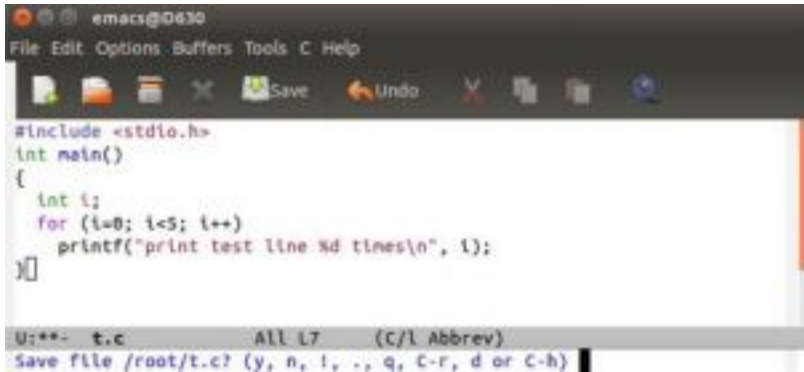 emacs@D630
File Edit Options Buffers Tools C Help
Save Undo
#include <stdio.h>
int main()
{
  int i;
  for (i=0; i<5; i++)
    printf("print test line %d times\n", i);
}
U:**-  t.c          All L7     (C/l Abbrev)
Save file /root/t.c? (y, n, !, ., q, C-r, d or C-h)